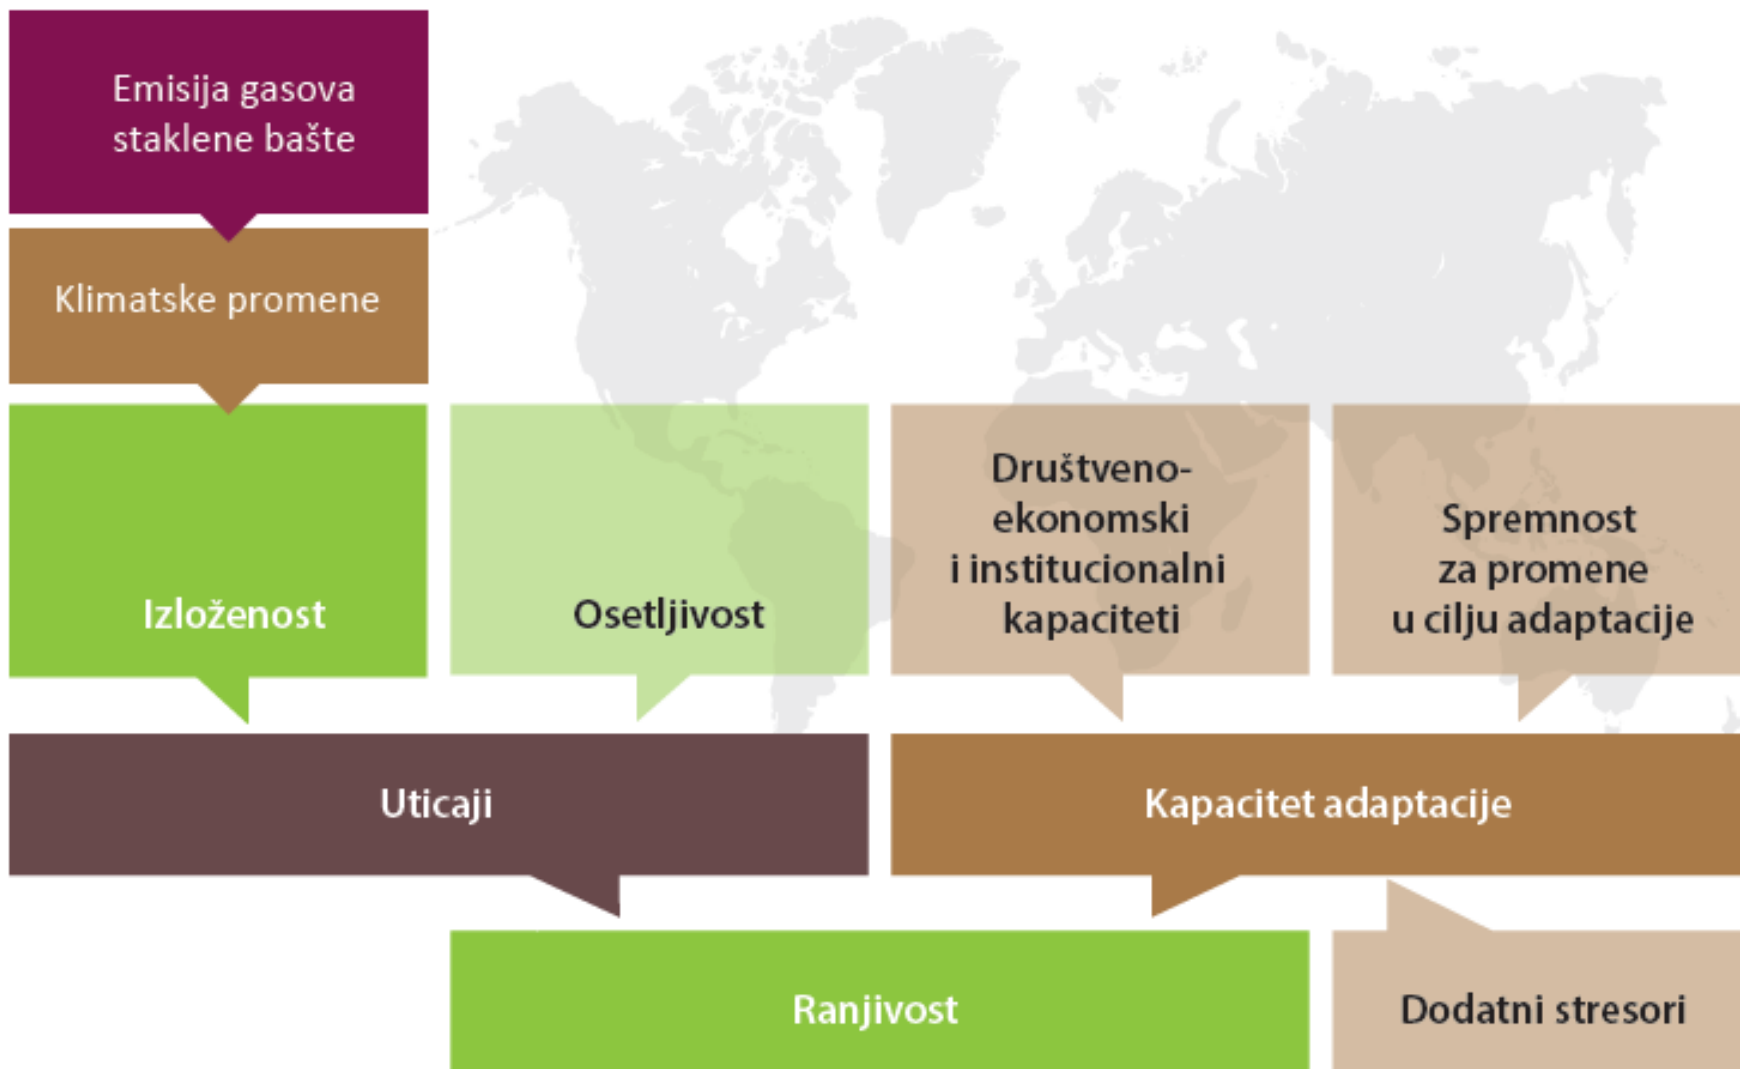 Emisija gasova
staklene bašte
Klimatske promene
Izloženost
Osetljivost
Društveno-
ekonomski
i institucionalni
kapaciteti
Spremnost
za promene
u cilju adaptacije
Uticaji
Kapacitet adaptacije
Ranjivost
Dodatni stresori